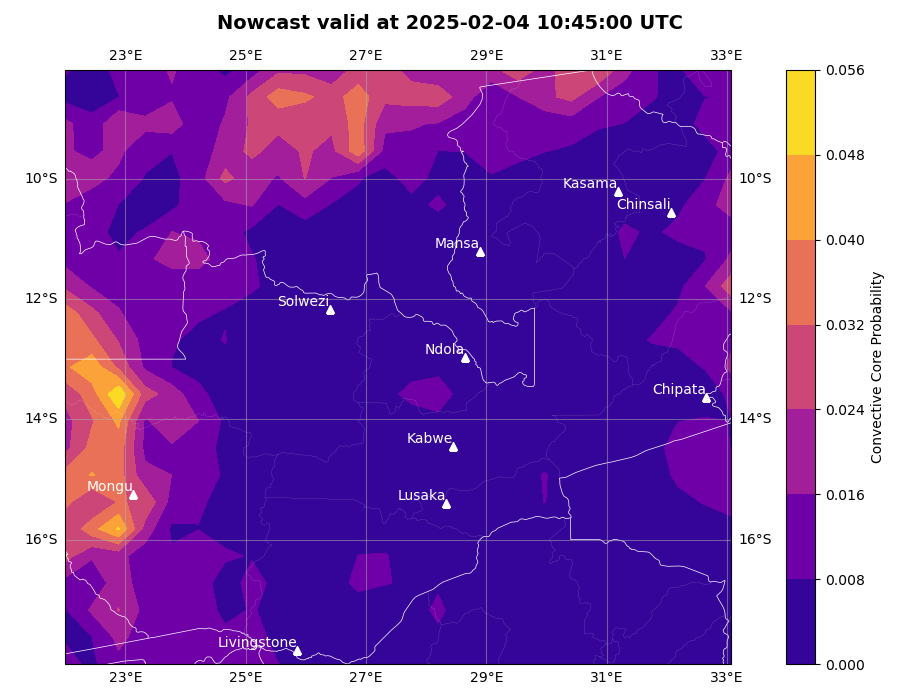 Nowcast valid at 2025-02-04 10:45:00 UTC
23°E 25°E 27°E 29°E 31°E 33°E
0.056
0.048
0.040
0.032
0.024
0.016
0.008
0.000
Convective Core Probability
10°S 10°S
12°S 12°S
14°S 14°S
16°S 16°S
Kasama
Chinsali
Mansa
Solwezi
Ndola
Chipata
Kabwe
Mongu
Lusaka
Livingstone
23°E 25°E 27°E 29°E 31°E 33°E